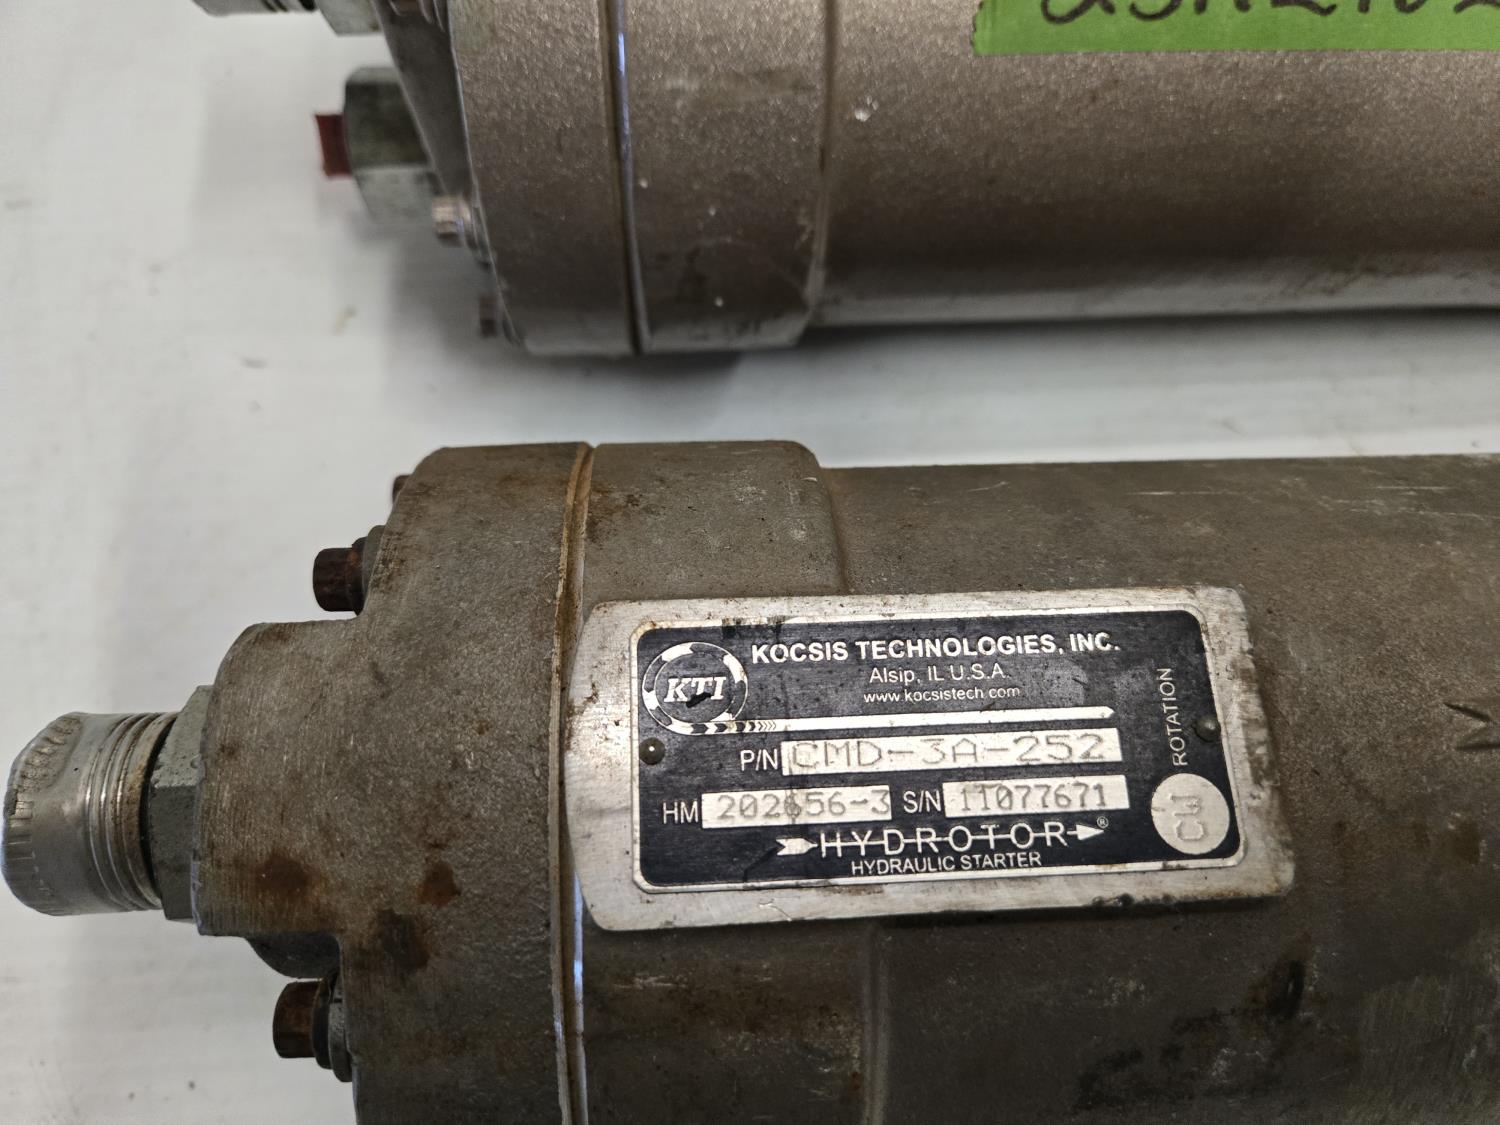 KOCSIS TECHNOLOGIES, INC.
Alsip, IL U.S.A.
www.kocsistech.com
KTI
P/N CMD-3A-252
HM 202656-3 S/N 11077671
ROTATION
CW
HYDROTOR®
HYDRAULIC STARTER